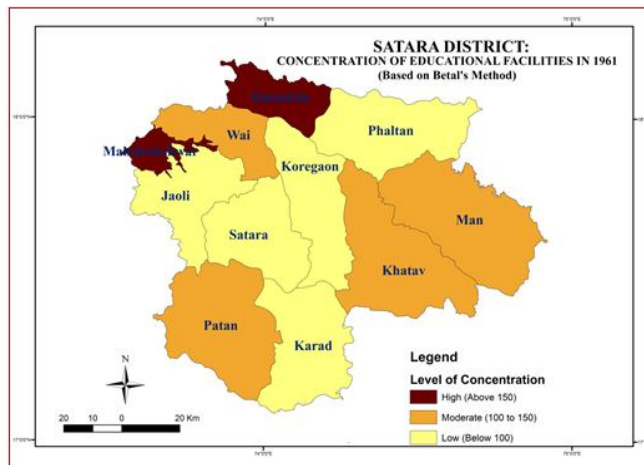 SATARA DISTRICT:
CONCENTRATION OF EDUCATIONAL FACILITIES IN 1961
(Based on Betal's Method)
Wai
Phaltan
Koregaon
Jaoli
Man
Satara
Khatav
Patan
Karad
N
20 10 0 20 Km
Legend
Level of Concentration
High (Above 150)
Moderate (100 to 150)
Low (Below 100)